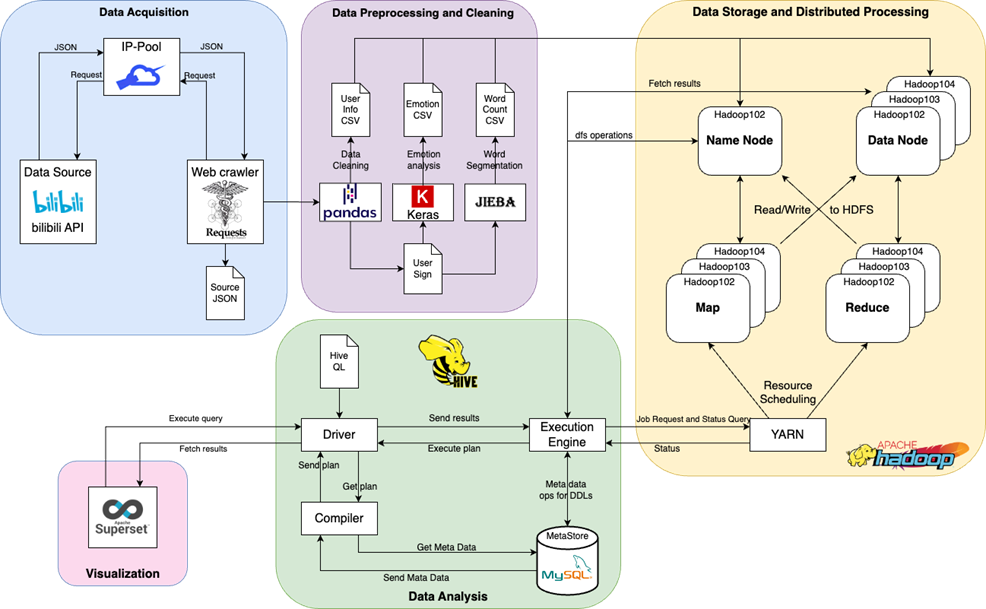 Data Acquisition
JSON
IP-Pool
JSON
Request
Request
Data Source
bilibili
bilibili API
Web crawler
Requests
Source
JSON
Data Preprocessing and Cleaning
User
Info
CSV
Emotion
CSV
Word
Count
CSV
Data
Cleaning
Emotion
analysis
Word
Segmentation
pandas
K
Keras
JIEBA
User
Sign
Data Storage and Distributed Processing
Fetch results
dfs operations
Hadoop102
Name Node
Hadoop104
Hadoop103
Hadoop102
Data Node
Read/Write
to HDFS
Hadoop104
Hadoop103
Hadoop102
Map
Hadoop104
Hadoop103
Hadoop102
Reduce
Resource
Scheduling
YARN
APACHE
hadoop
Hive
QL
HIVE
Execute query
Fetch results
Driver
Send results
Execute plan
Execution
Engine
Job Request and Status Query
Status
Send plan
Get plan
Compiler
Meta data
ops for DDLs
Get Meta Data
Send Mata Data
MetaStore
MySQL
Data Analysis
Apache
Superset
Visualization